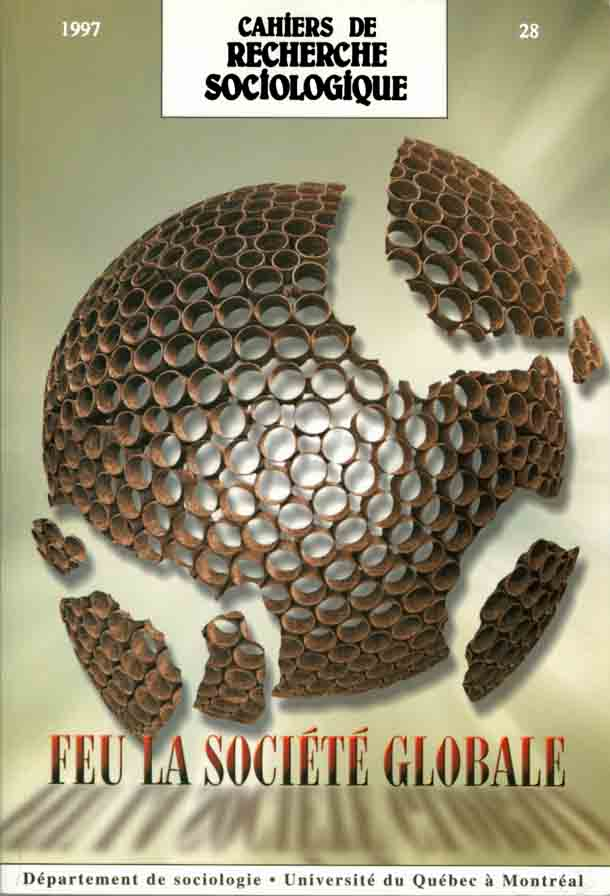 1997
CAHIERS DE
RECHERCHE
SOCIOLOGIQUE
28
FEU LA SOCIÉTÉ GLOBALE
Département de sociologie • Université du Québec à Montréal